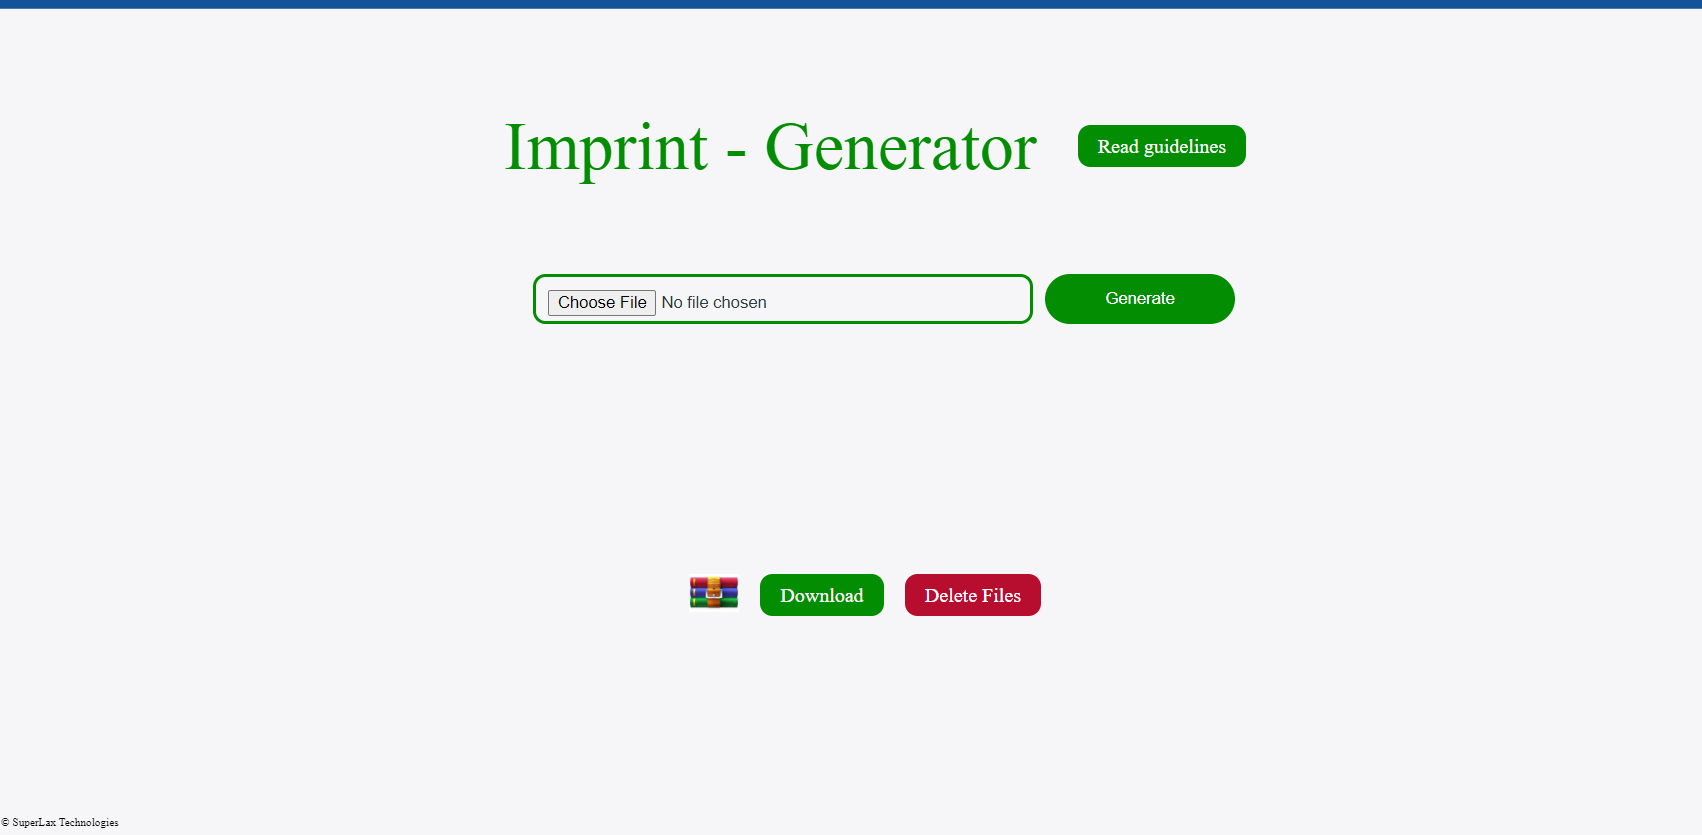 Imprint - Generator Read guidelines
Choose File No file chosen Generate
Download Delete Files
© SuperLax Technologies